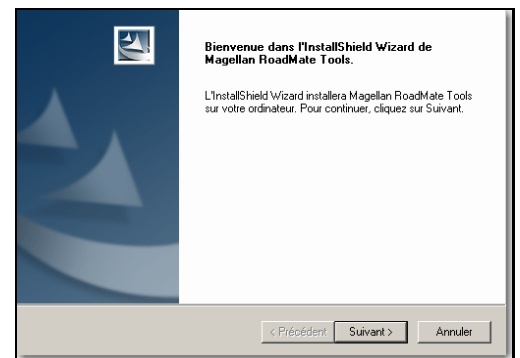 Bienvenue dans l'InstallShield Wizard de
Magellan RoadMate Tools.
L'InstallShield Wizard installera Magellan RoadMate Tools
sur votre ordinateur. Pour continuer, cliquez sur Suivant.
< Précédent Suivant > Annuler